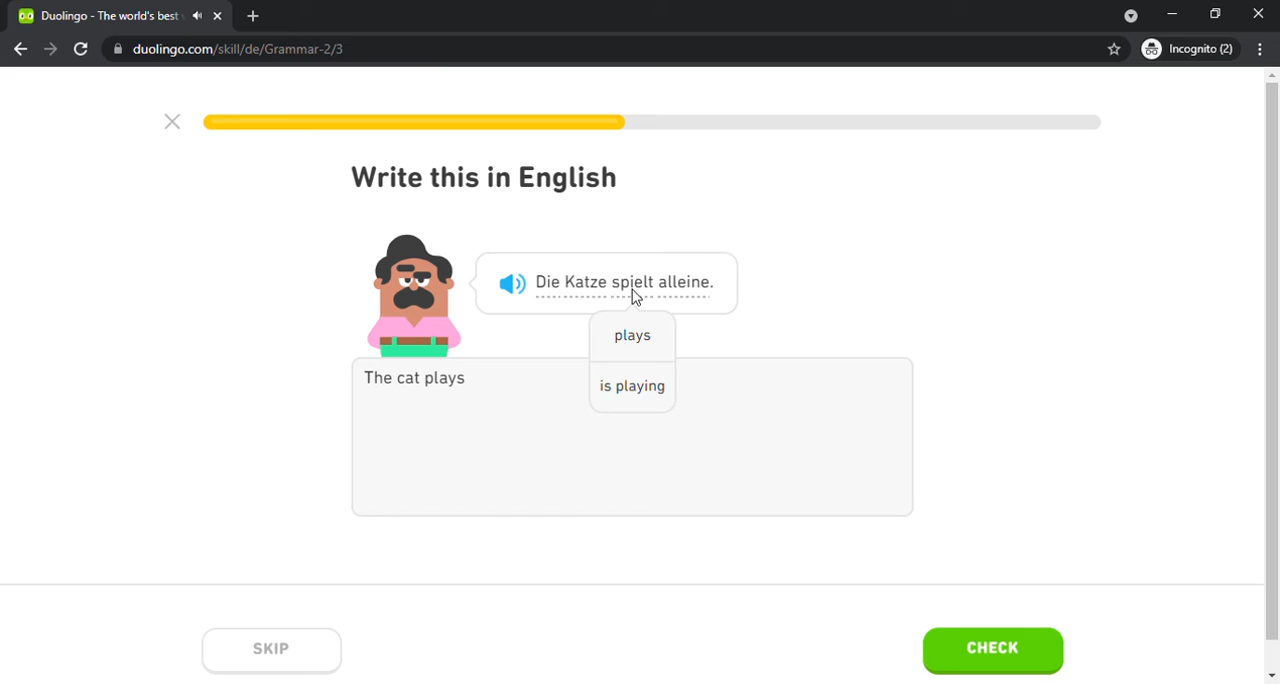 Duolingo - The world's best
duolingo.com/skill/de/Grammar-2/3
Incognito (2)
Write this in English
Die Katze spielt alleine.
plays
is playing
The cat plays
SKIP
CHECK